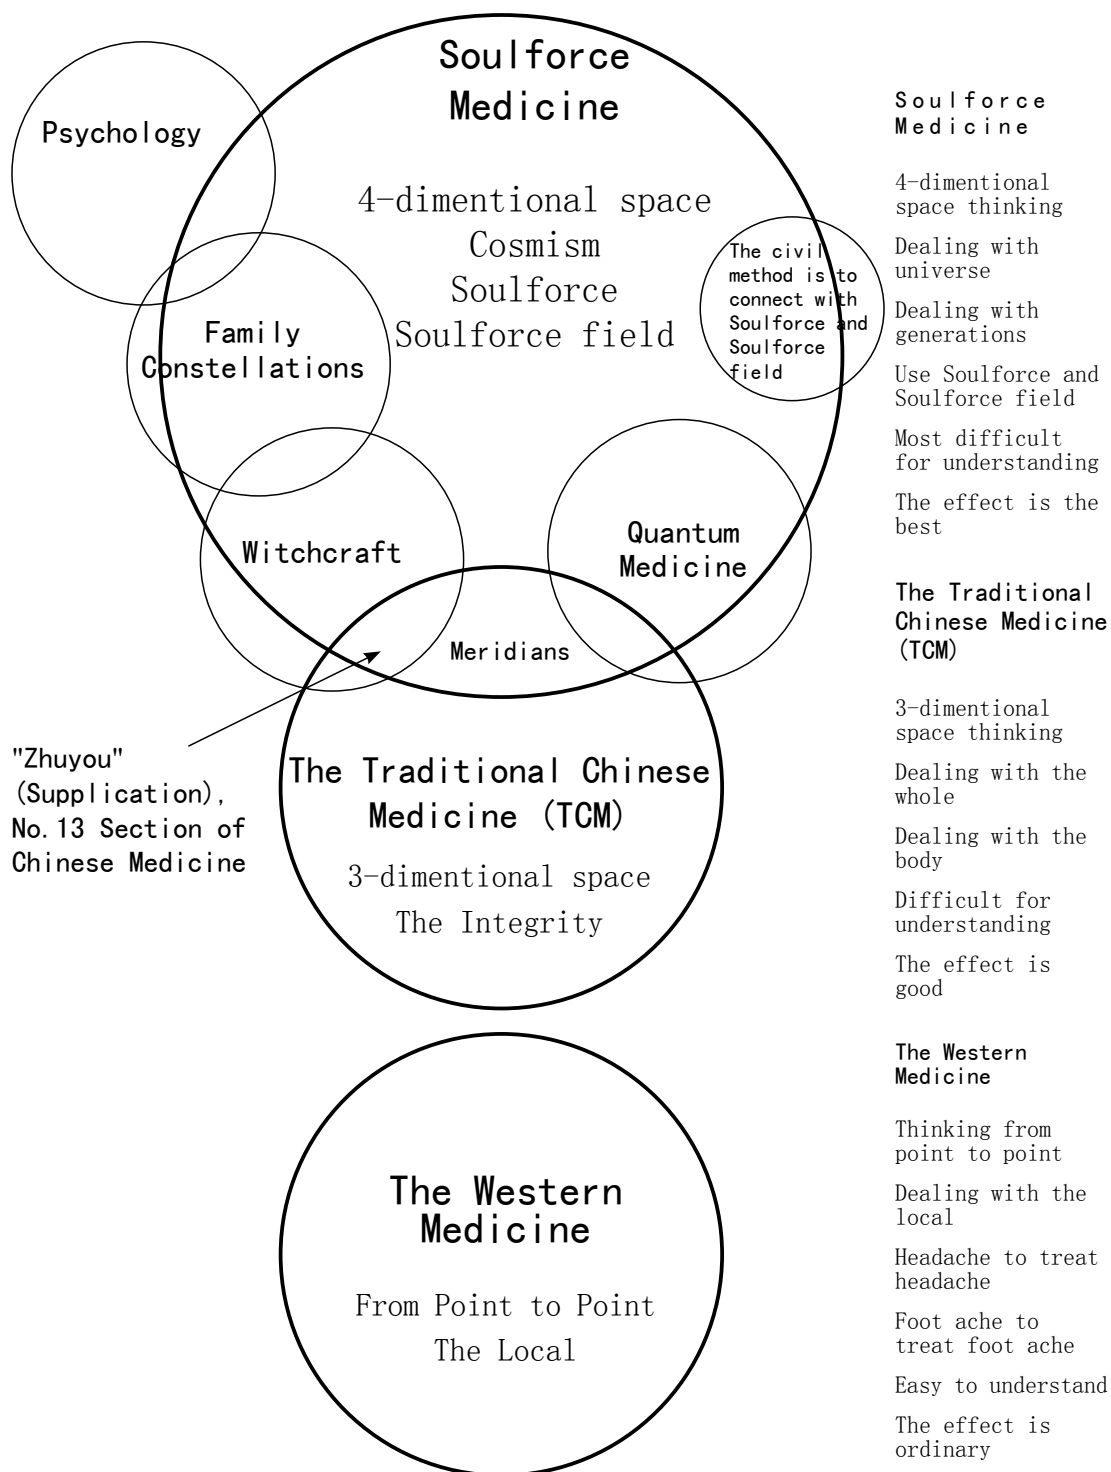 Soulforce
Medicine
Psychology
4-dimentional space
Cosmism
Soulforce
Soulforce field
The civil
method is to
connect with
Soulforce and
Soulforce
field
Family
Constellations
Witchcraft
Quantum
Medicine
Meridians
"Zhuyou"
(Supplication),
No.13 Section of
Chinese Medicine
The Traditional Chinese
Medicine (TCM)
3-dimentional space
The Integrity
The Western
Medicine
From Point to Point
The Local
Soulforce
Medicine
4-dimentional
space thinking
Dealing with
universe
Dealing with
generations
Use Soulforce and
Soulforce field
Most difficult
for understanding
The effect is the
best
The Traditional
Chinese Medicine
(TCM)
3-dimentional
space thinking
Dealing with the
whole
Dealing with the
body
Difficult for
understanding
The effect is
good
The Western
Medicine
Thinking from
point to point
Dealing with the
local
Headache to treat
headache
Foot ache to
treat foot ache
Easy to understand
The effect is
ordinary